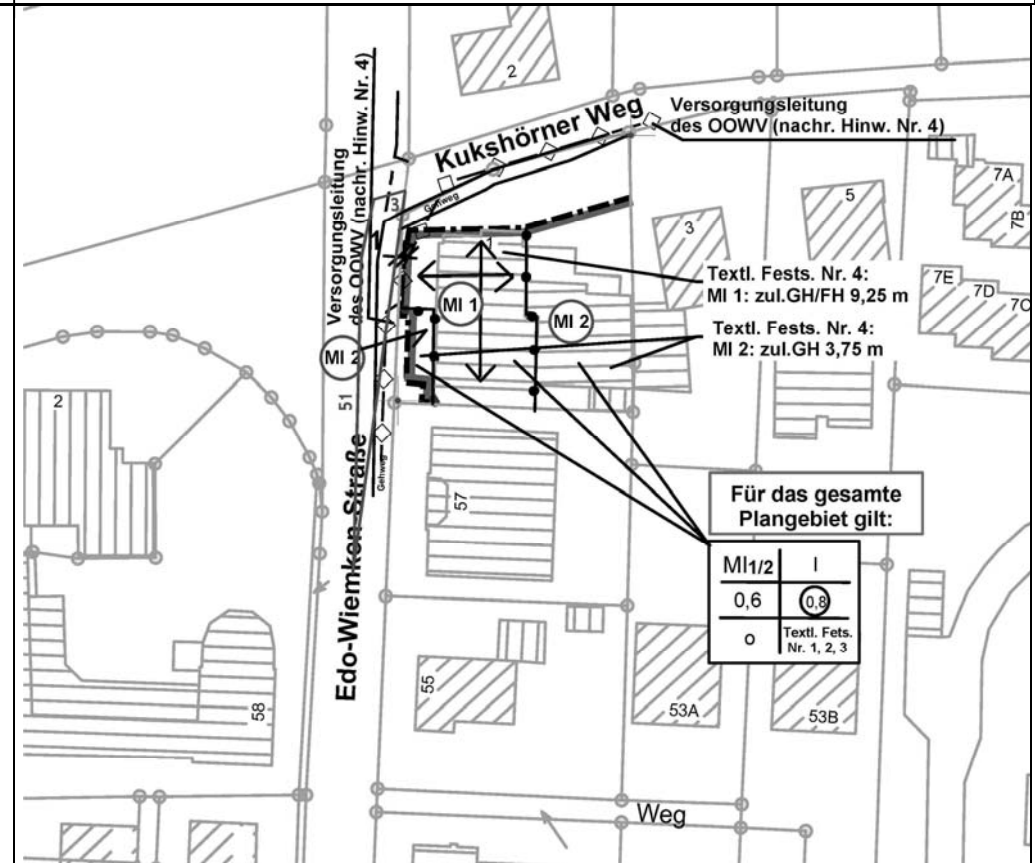 2
Kukshörner Weg
Versorgungsleitung
des OOWV (nachr. Hinw. Nr. 4)
Versorgungsleitung
des OOWV (nachr. Hinw. Nr. 4)
Gehweg
3
1
1
3
5
7A
7B
7E
7D
7C
Textl. Fests. Nr. 4:
MI 1: zul.GH/FH 9,25 m
Textl. Fests. Nr. 4:
MI 2: zul.GH 3,75 m
MI 1
MI 2
MI 2
51
2
Gehweg
Edo-Wiemken-Straße
57
Für das gesamte
Plangebiet gilt:
MI1/2 I
0,6 0,8
o Textl. Fets.
Nr. 1, 2, 3
55
53A
53B
58
Weg